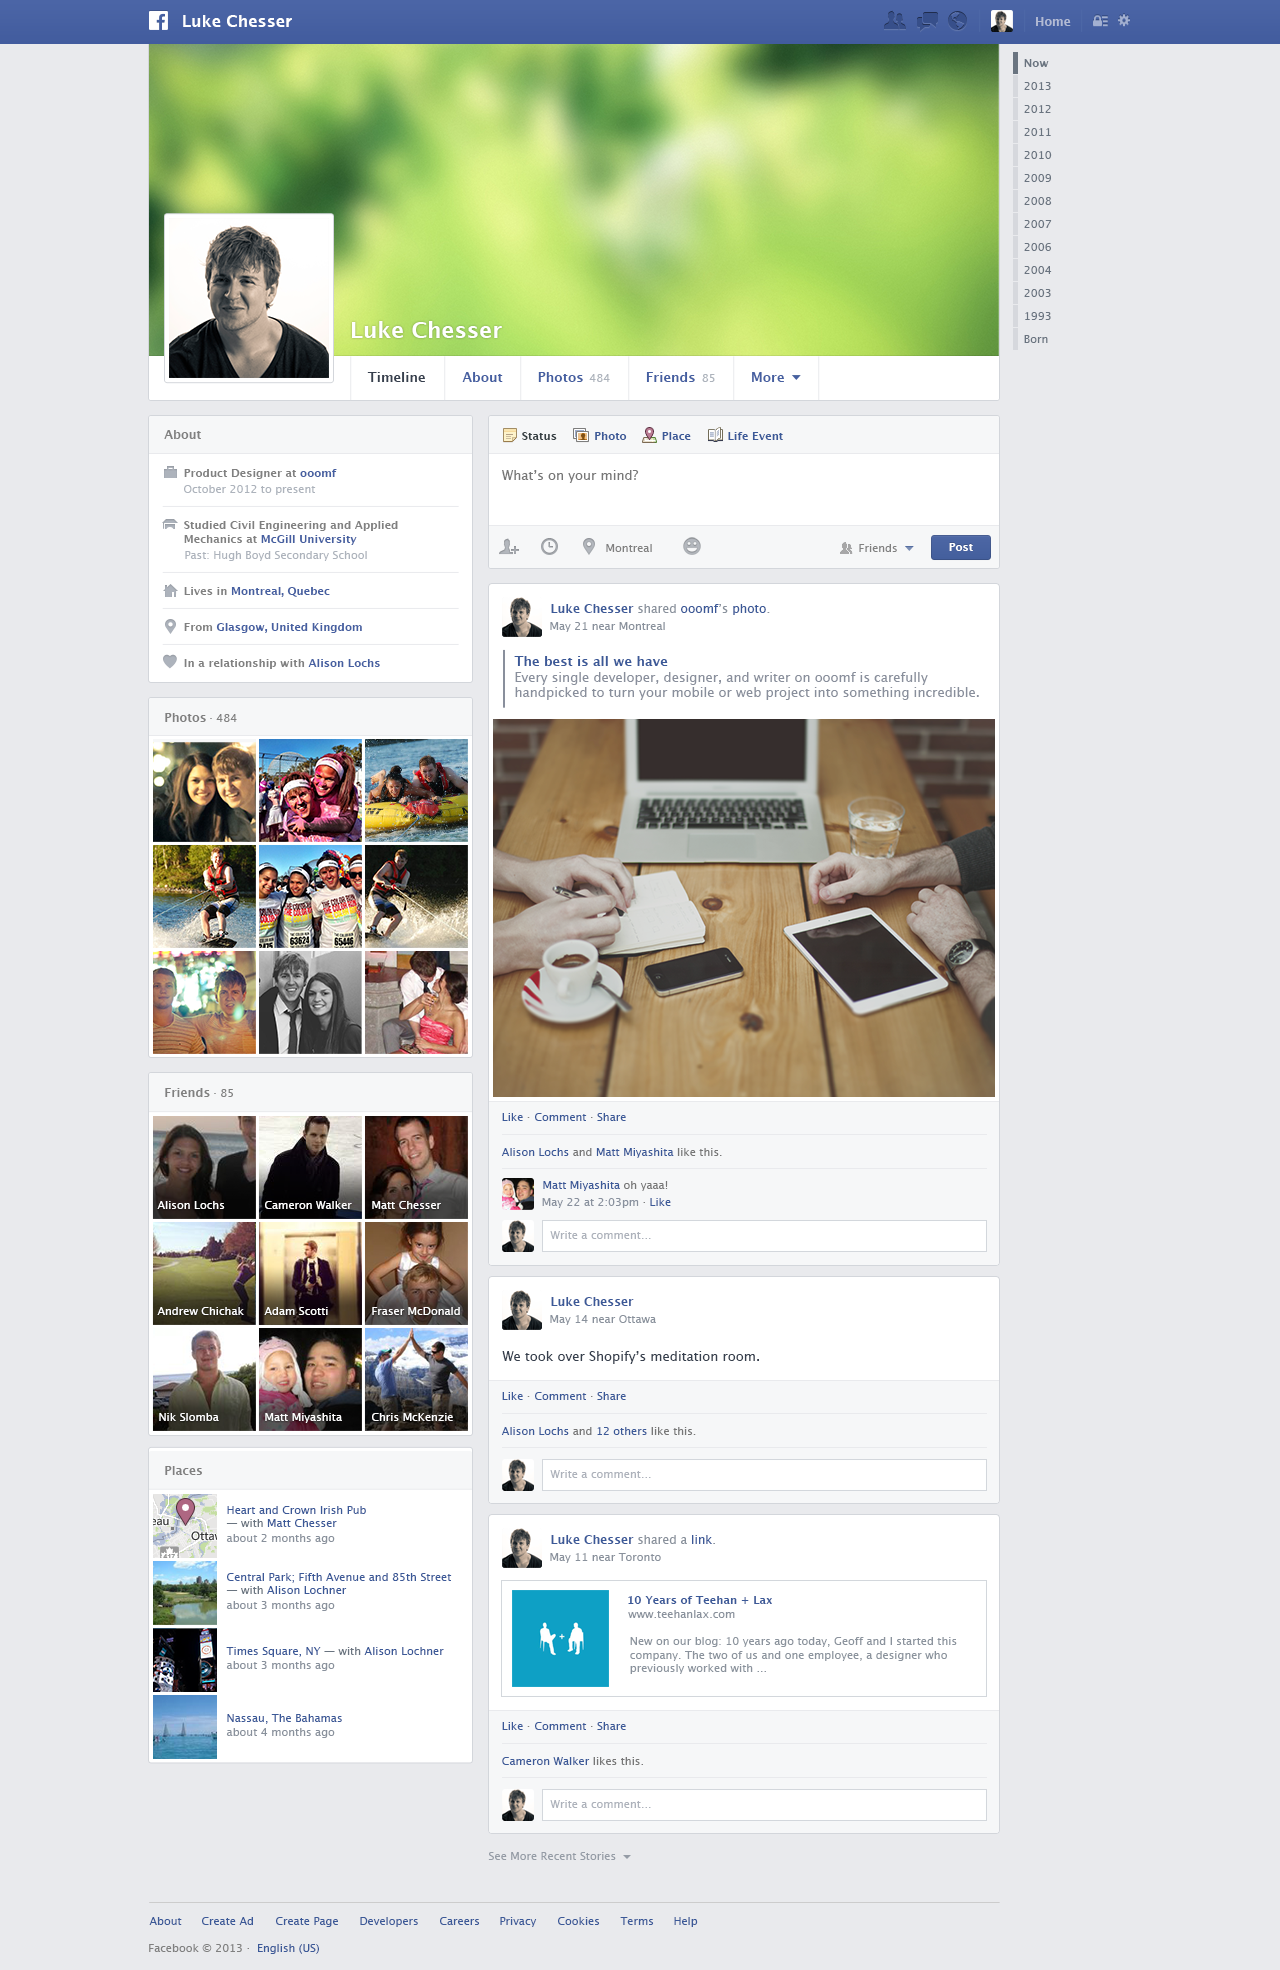 Luke Chesser
Home
Now
2013
2012
2011
2010
2009
2008
2007
2006
2004
2003
1993
Born
Luke Chesser
Timeline
About
Photos 484
Friends 85
More
About
Product Designer at ooomf
October 2012 to present
Studied Civil Engineering and Applied
Mechanics at McGill University
Past: Hugh Boyd Secondary School
Lives in Montreal, Quebec
From Glasgow, United Kingdom
In a relationship with Alison Lochs
Photos · 484
THE COLOR RUN
63624
65446
Friends · 85
Alison Lochs
Cameron Walker
Matt Chesser
Andrew Chichak
Adam Scotti
Fraser McDonald
Nik Slomba
Matt Miyashita
Chris McKenzie
Places
eau
Ottaw
417
Heart and Crown Irish Pub
— with Matt Chesser
about 2 months ago
Central Park; Fifth Avenue and 85th Street
— with Alison Lochner
about 3 months ago
Times Square, NY — with Alison Lochner
about 3 months ago
Nassau, The Bahamas
about 4 months ago
Status
Photo
Place
Life Event
What's on your mind?
Montreal
Friends
Post
Luke Chesser shared ooomf's photo.
May 21 near Montreal
The best is all we have
Every single developer, designer, and writer on ooomf is carefully
handpicked to turn your mobile or web project into something incredible.
Like · Comment · Share
Alison Lochs and Matt Miyashita like this.
Matt Miyashita oh yaaa!
May 22 at 2:03pm · Like
Write a comment...
Luke Chesser
May 14 near Ottawa
We took over Shopify's meditation room.
Like · Comment · Share
Alison Lochs and 12 others like this.
Write a comment...
Luke Chesser shared a link.
May 11 near Toronto
10 Years of Teehan + Lax
www.teehanlax.com
New on our blog: 10 years ago today, Geoff and I started this
company. The two of us and one employee, a designer who
previously worked with ...
Like · Comment · Share
Cameron Walker likes this.
Write a comment...
See More Recent Stories
About
Create Ad
Create Page
Developers
Careers
Privacy
Cookies
Terms
Help
Facebook © 2013 · English (US)